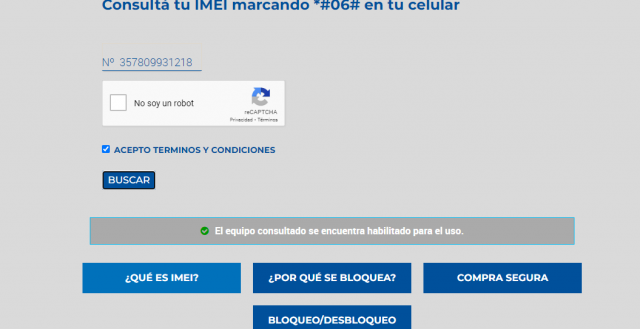 Consultá tu IMEI marcando *#06# en tu celular
Nº 357809931218
No soy un robot
reCAPTCHA
Privacidad - Términos
ACEPTO TERMINOS Y CONDICIONES
BUSCAR
El equipo consultado se encuentra habilitado para el uso.
¿QUÉ ES IMEI?
¿POR QUÉ SE BLOQUEA?
COMPRA SEGURA
BLOQUEO/DESBLOQUEO